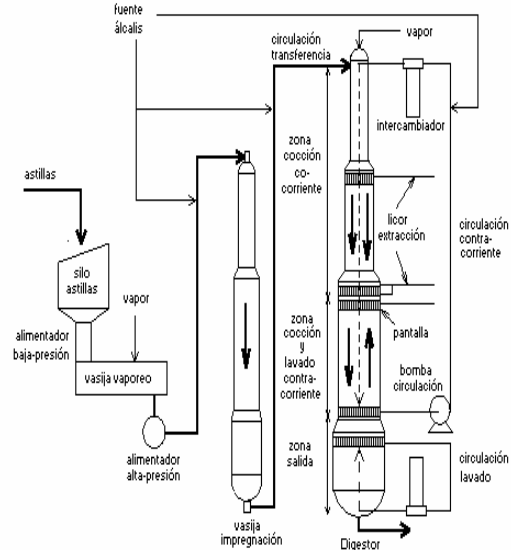 fuente
álcalis
circulación
transferencia
vapor
intercambiador
zona
cocción
co-
corriente
licor
extracción
circulación
contra-
corriente
astillas
silo
astillas
vapor
alimentador
baja-presión
vasija vaporeo
alimentador
alta-presión
zona
cocción
y
lavado
contra-
corriente
pantalla
bomba
circulación
zona
salida
circulación
lavado
vasija
impregnación
Digestor